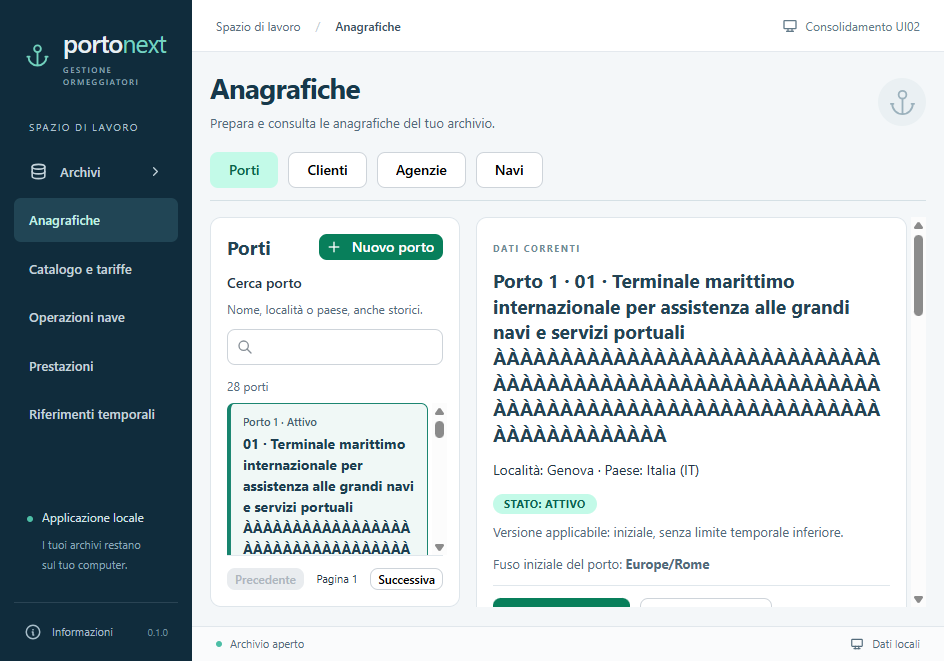 portonext
GESTIONE
ORMEGGIATORI
SPAZIO DI LAVORO
Archivi
Anagrafiche
Catalogo e tariffe
Operazioni nave
Prestazioni
Riferimenti temporali
Applicazione locale
I tuoi archivi restano
sul tuo computer.
Informazioni 0.1.0
Spazio di lavoro / Anagrafiche
Consolidamento UI02
Anagrafiche
Prepara e consulta le anagrafiche del tuo archivio.
Porti Clienti Agenzie Navi
Porti
+ Nuovo porto
Cerca porto
Nome, località o paese, anche storici.
28 porti
Porto 1 · Attivo
01 · Terminale marittimo
internazionale per
assistenza alle grandi navi
e servizi portuali
ÀÀÀÀÀÀÀÀÀÀÀÀÀÀÀÀÀ
ÀÀÀÀÀÀÀÀÀÀÀÀÀÀÀÀÀ
Precedente Pagina 1 Successiva
DATI CORRENTI
Porto 1 · 01 · Terminale marittimo
internazionale per assistenza alle grandi
navi e servizi portuali
ÀÀÀÀÀÀÀÀÀÀÀÀÀÀÀÀÀÀÀÀÀÀÀÀÀÀÀÀÀ
ÀÀÀÀÀÀÀÀÀÀÀÀÀÀÀÀÀÀÀÀÀÀÀÀÀÀÀÀÀ
ÀÀÀÀÀÀÀÀÀÀÀÀÀÀÀÀÀÀÀÀÀÀÀÀÀÀÀÀÀ
ÀÀÀÀÀÀÀÀÀÀÀÀÀ
Località: Genova · Paese: Italia (IT)
STATO: ATTIVO
Versione applicabile: iniziale, senza limite temporale inferiore.
Fuso iniziale del porto: Europe/Rome
Archivio aperto
Dati locali